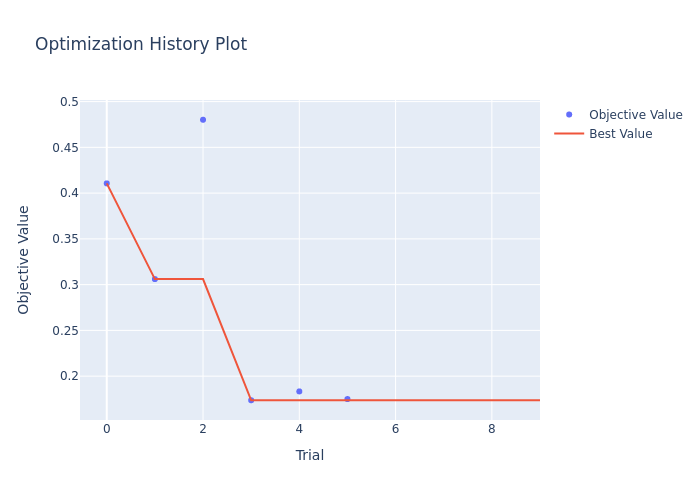 Optimization History Plot
Objective Value
Best Value
0.5
0.45
0.4
0.35
0.3
0.25
0.2
Objective Value
0 2 4 6 8
Trial